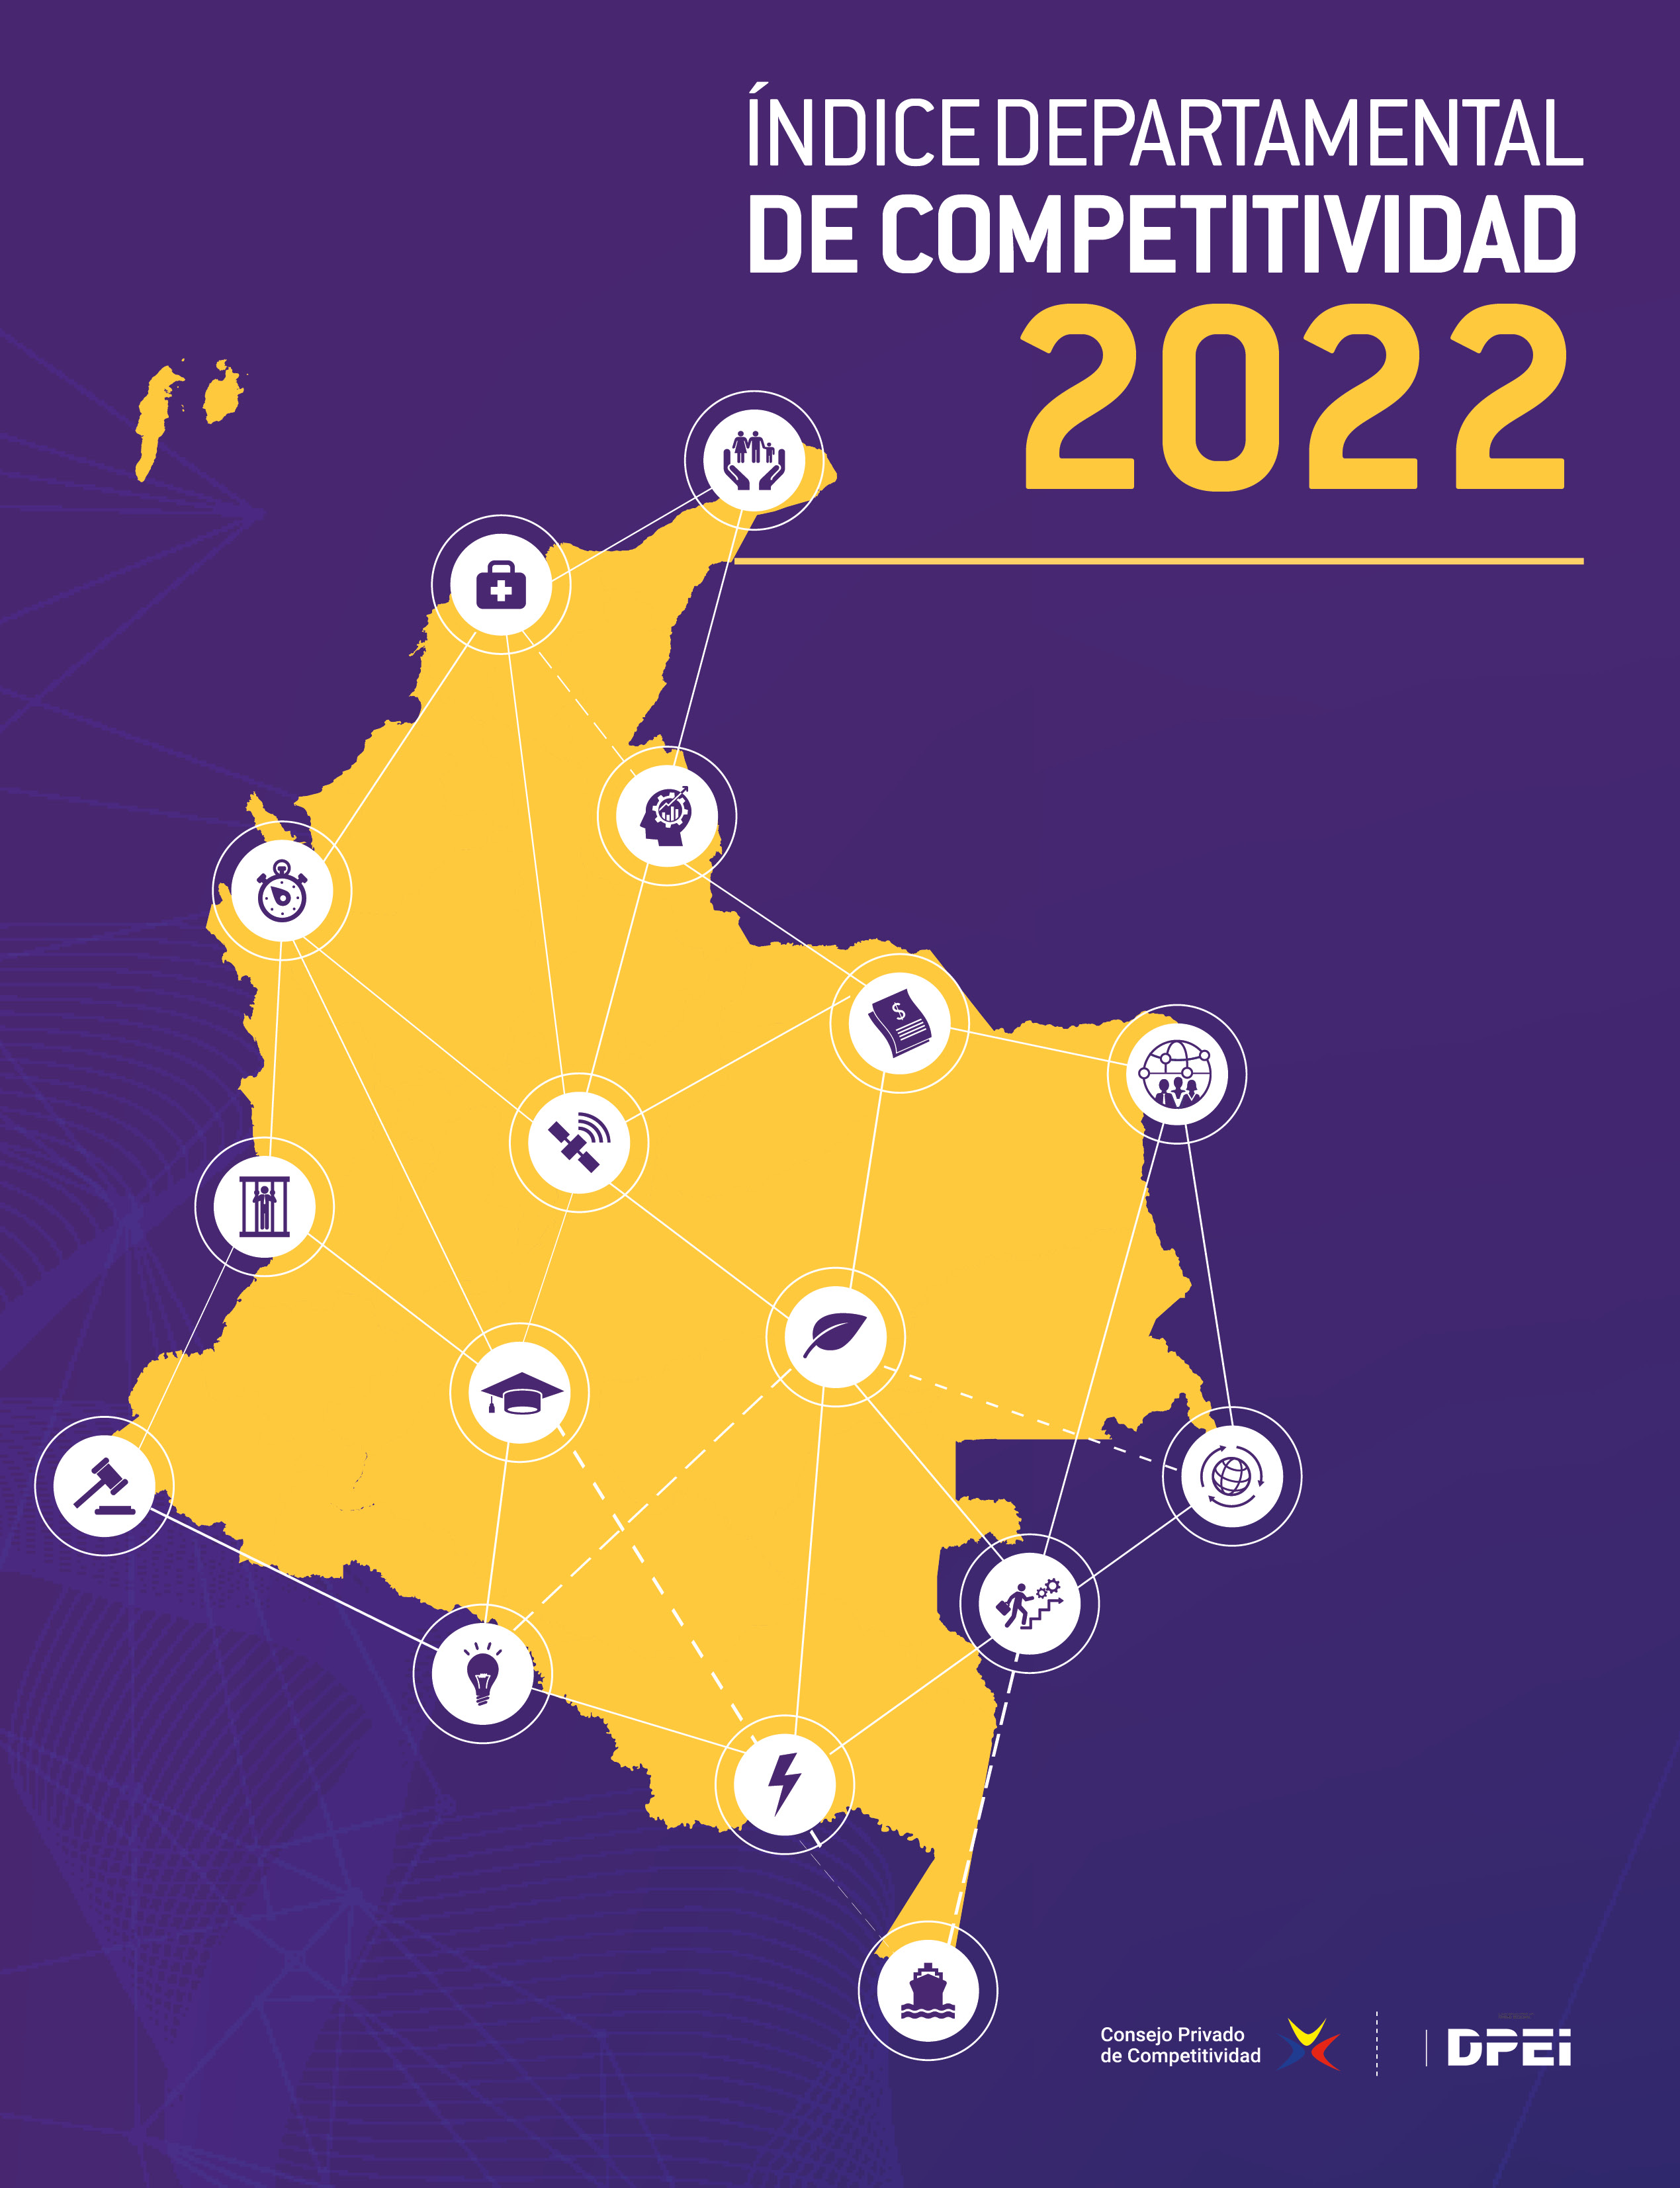 ÍNDICE DEPARTAMENTAL
DE COMPETITIVIDAD
2022
$
Consejo Privado
de Competitividad
DPEi